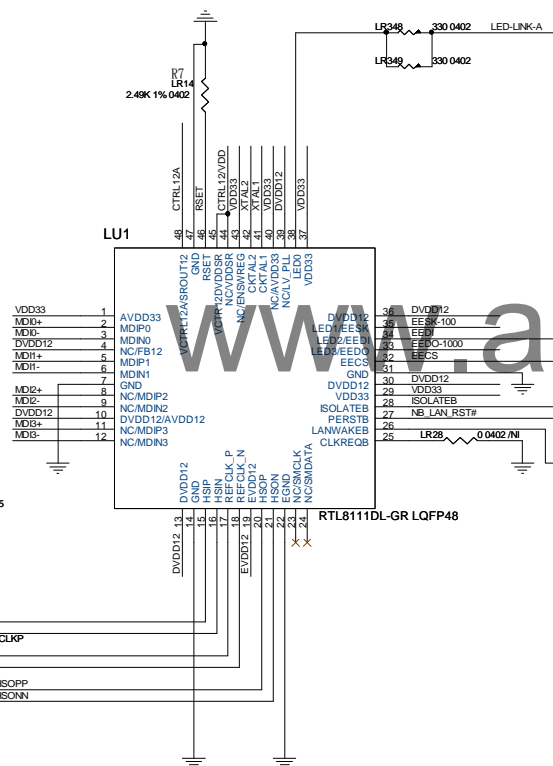 LR348 330 0402 LED-LINK-A
LR349 330 0402
R7
LR14
2.49K 1% 0402
CTRL12A
RSET
CTRL12/VDD
VDD33
XTAL2
XTAL1
VDD33
DVDD12
VDD33
LU1
48 47 46 45 44 43 42 41 40 39 38 37
VCTRL12A/SROUT12
GND
RSET
VCTR12DVDDSR
NC/VDDSR
NC/ENSWREG
CKTAL2
CKTAL1
NC/AVDD33
NC/LV_PLL
LED0
VDD33
www.a
VDD33 1 AVDD33
MDI0+ 2 MDIP0
MDI0- 3 MDIN0
DVDD12 4 NC/FB12
MDI1+ 5 MDIP1
MDI1- 6 MDIN1
7 GND
MDI2+ 8 NC/MDIP2
MDI2- 9 NC/MDIN2
DVDD12 10 DVDD12/AVDD12
MDI3+ 11 NC/MDIP3
MDI3- 12 NC/MDIN3
DVDD12 36 DVDD12
LED1/EESK 35 EESK-100
LED2/EEDI 34 EEDI
LED3/EEDO 33 EEDO-1000
EECS 32 EECS
GND 31
DVDD12 30 DVDD12
VDD33 29 VDD33
ISOLATEB 28 ISOLATEB
PERSTB 27 NB_LAN_RST#
LANWAKEB 26
CLKREQB 25 LR28 0 0402 /NI
DVDD12
GND
HSIP
HSIN
REFCLK_P
REFCLK_N
EVDD12
HSOP
HSON
EGND
NC/SMCLK
NC/SMDATA
13 14 15 16 17 18 19 20 21 22 23 24
RTL8111DL-GR LQFP48
DVDD12
EVDD12
5
CLKP
HSOPP
HSONN